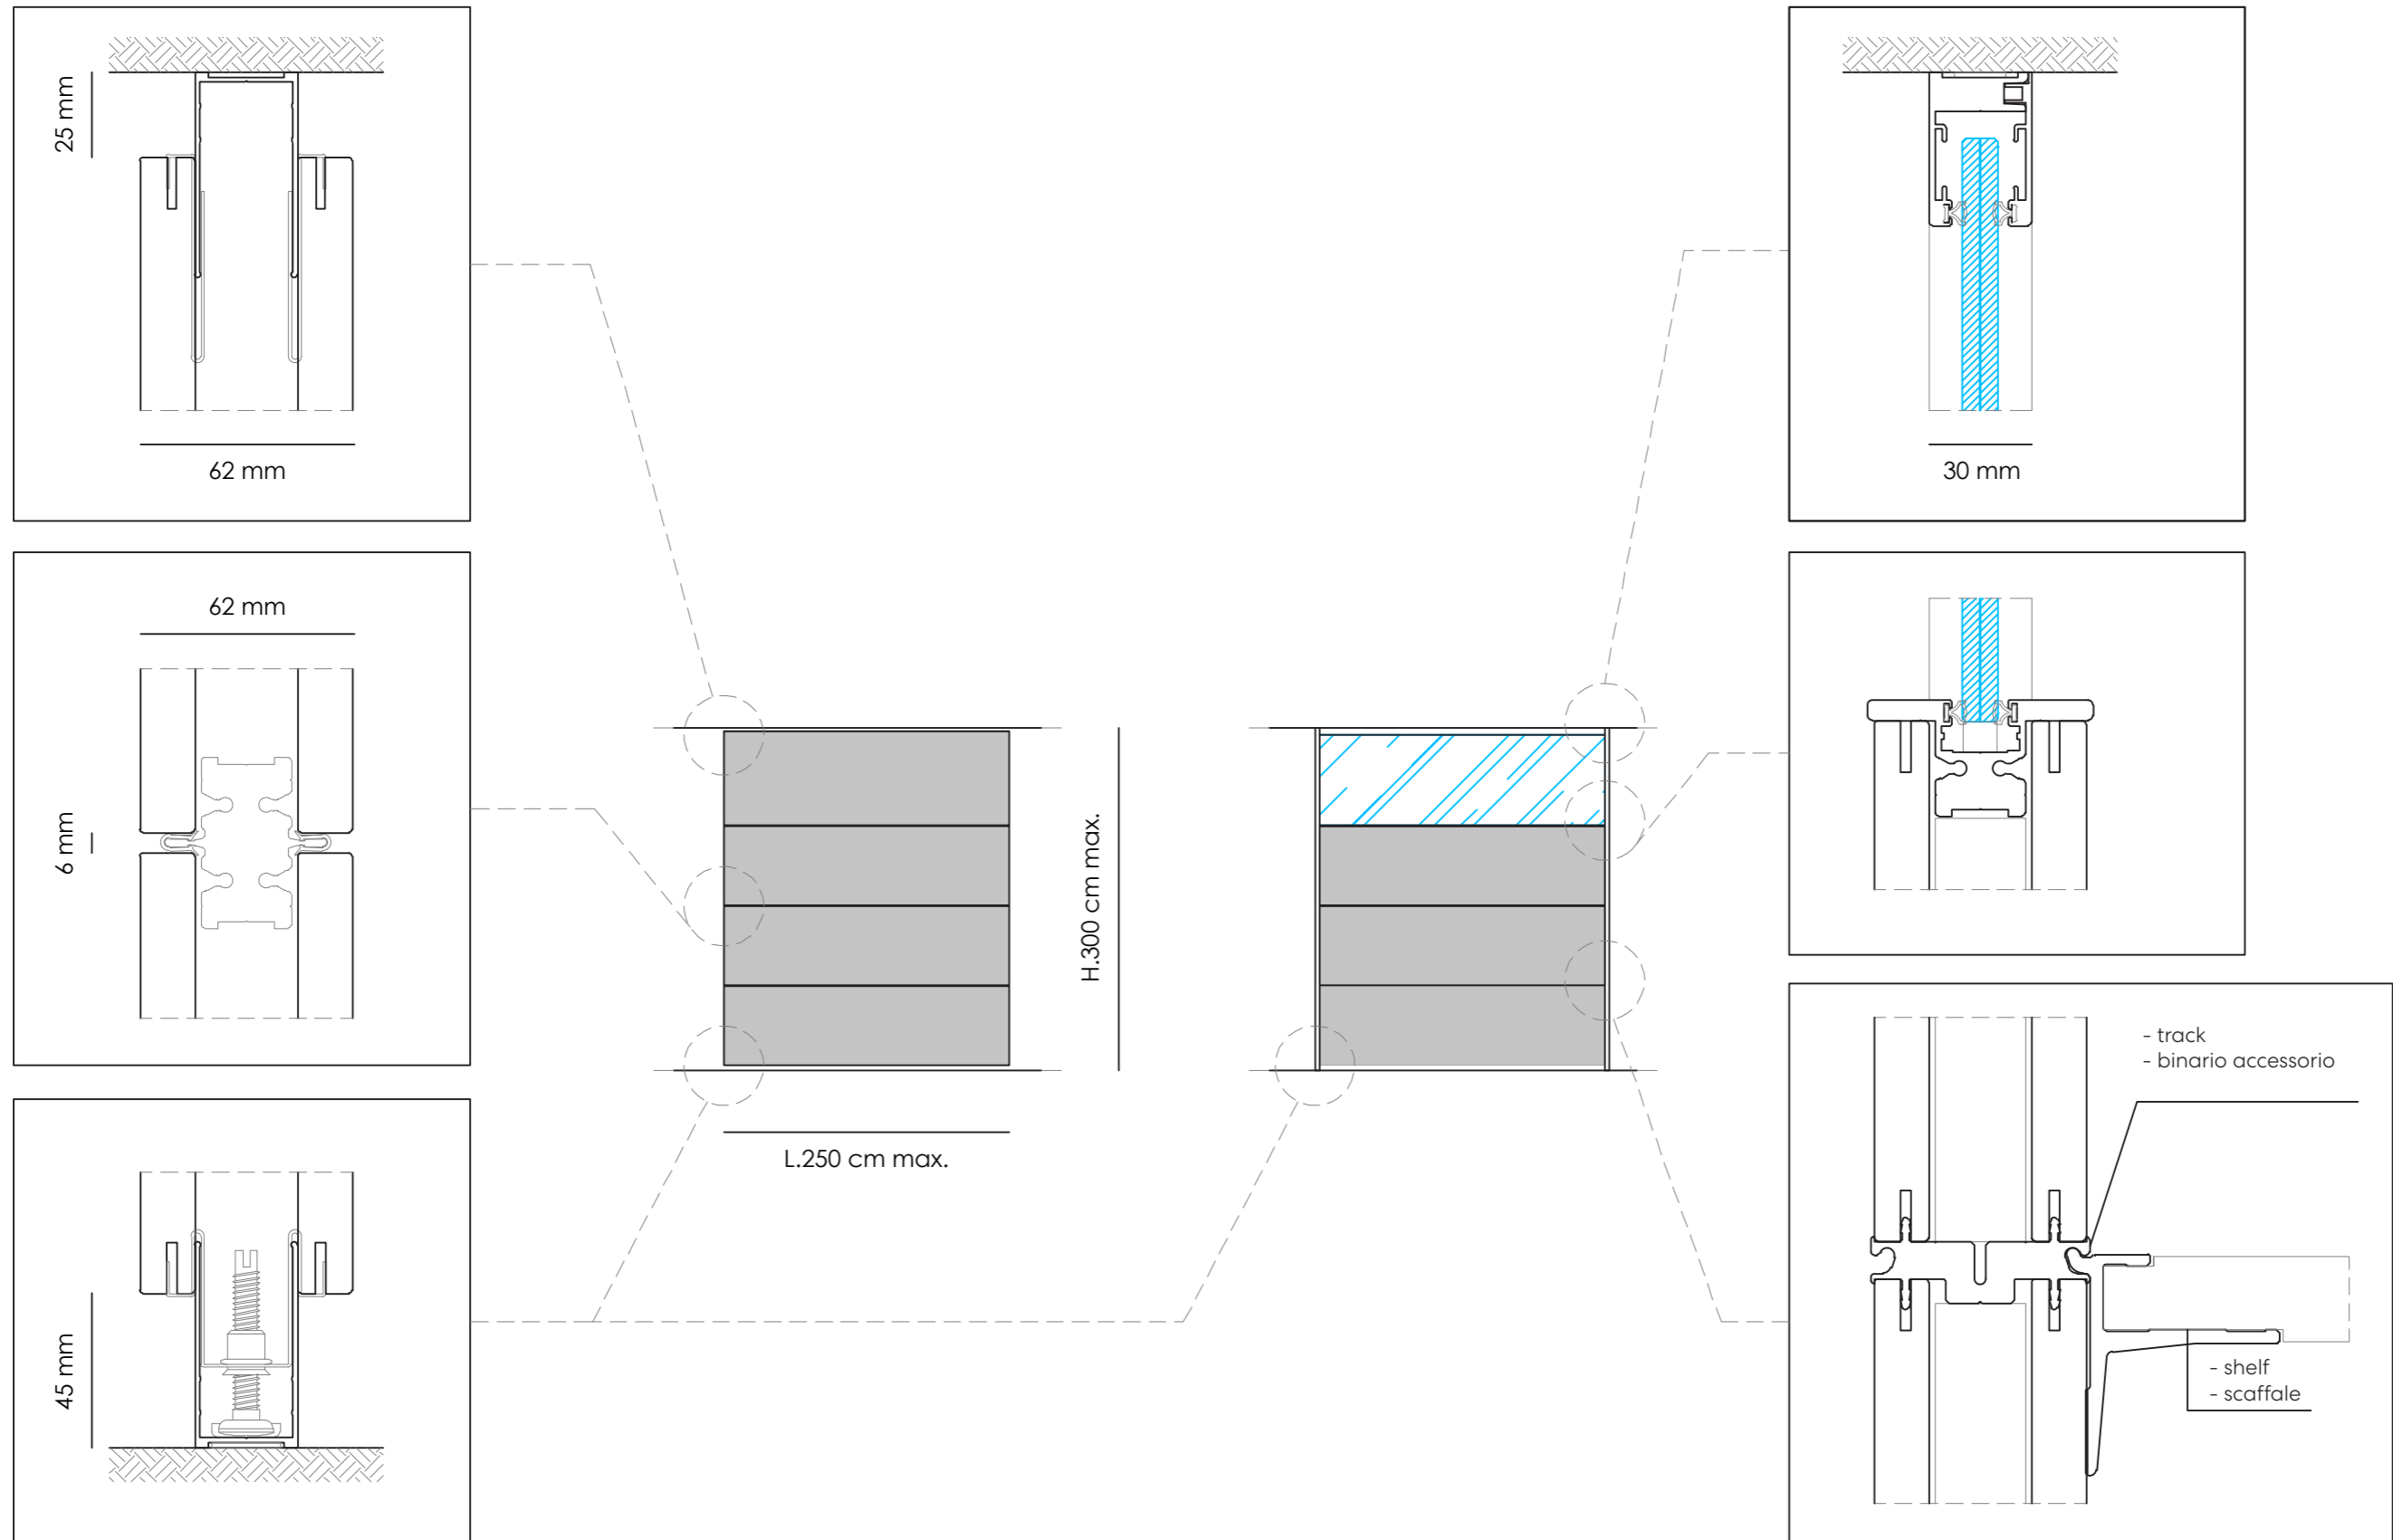 25 mm
62 mm
62 mm
6 mm
45 mm
H.300 cm max.
L.250 cm max.
30 mm
- track
- binario accessorio
- shelf
- scaffale